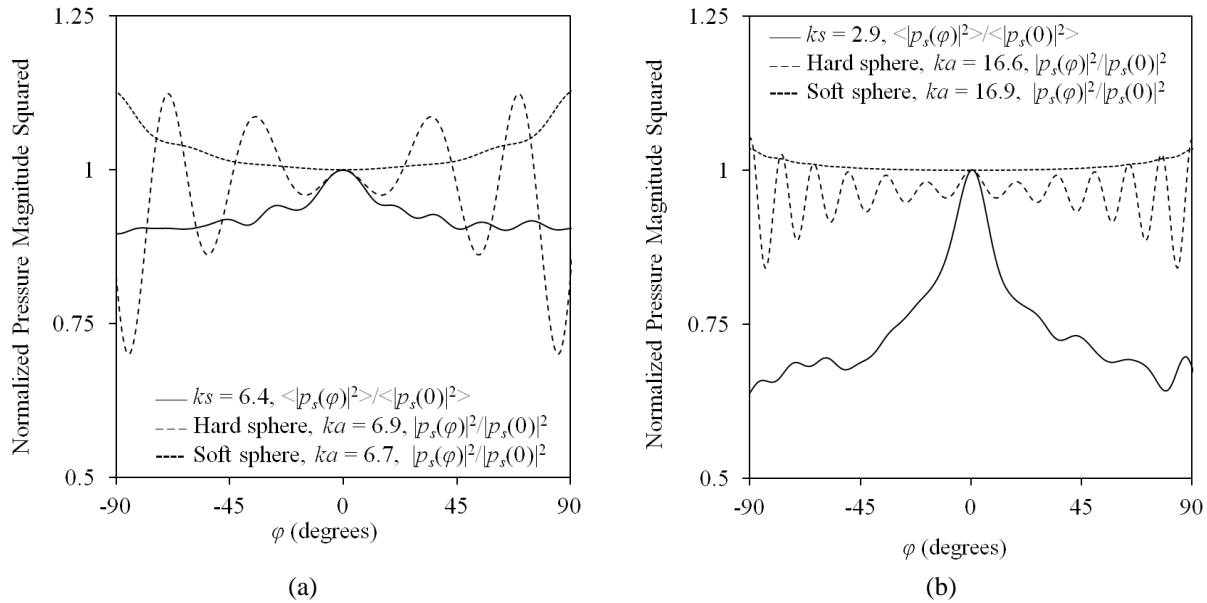 Normalized Pressure Magnitude Squared
1.25
1
0.75
0.5
ks = 6.4, <|pₛ(φ)|²>/<|pₛ(0)|²>
Hard sphere, ka = 6.9, |pₛ(φ)|²/|pₛ(0)|²
Soft sphere, ka = 6.7, |pₛ(φ)|²/|pₛ(0)|²
-90
-45
0
45
90
φ (degrees)
(a)
Normalized Pressure Magnitude Squared
1.25
1
0.75
0.5
ks = 2.9, <|pₛ(φ)|²>/<|pₛ(0)|²>
Hard sphere, ka = 16.6, |pₛ(φ)|²/|pₛ(0)|²
Soft sphere, ka = 16.9, |pₛ(φ)|²/|pₛ(0)|²
-90
-45
0
45
90
φ (degrees)
(b)